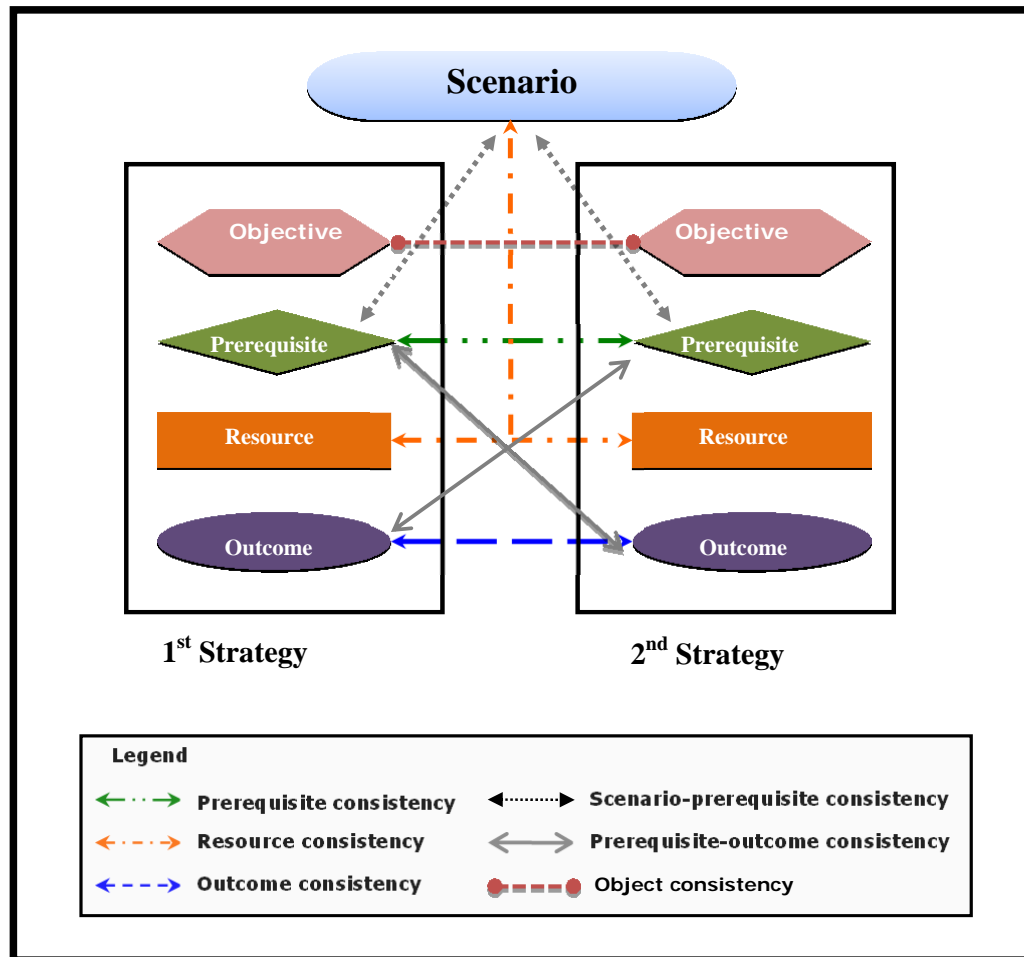 Scenario
Objective
Objective
Prerequisite
Prerequisite
Resource
Resource
Outcome
Outcome
1st Strategy
2nd Strategy
Legend
Prerequisite consistency
Scenario-prerequisite consistency
Resource consistency
Prerequisite-outcome consistency
Outcome consistency
Object consistency